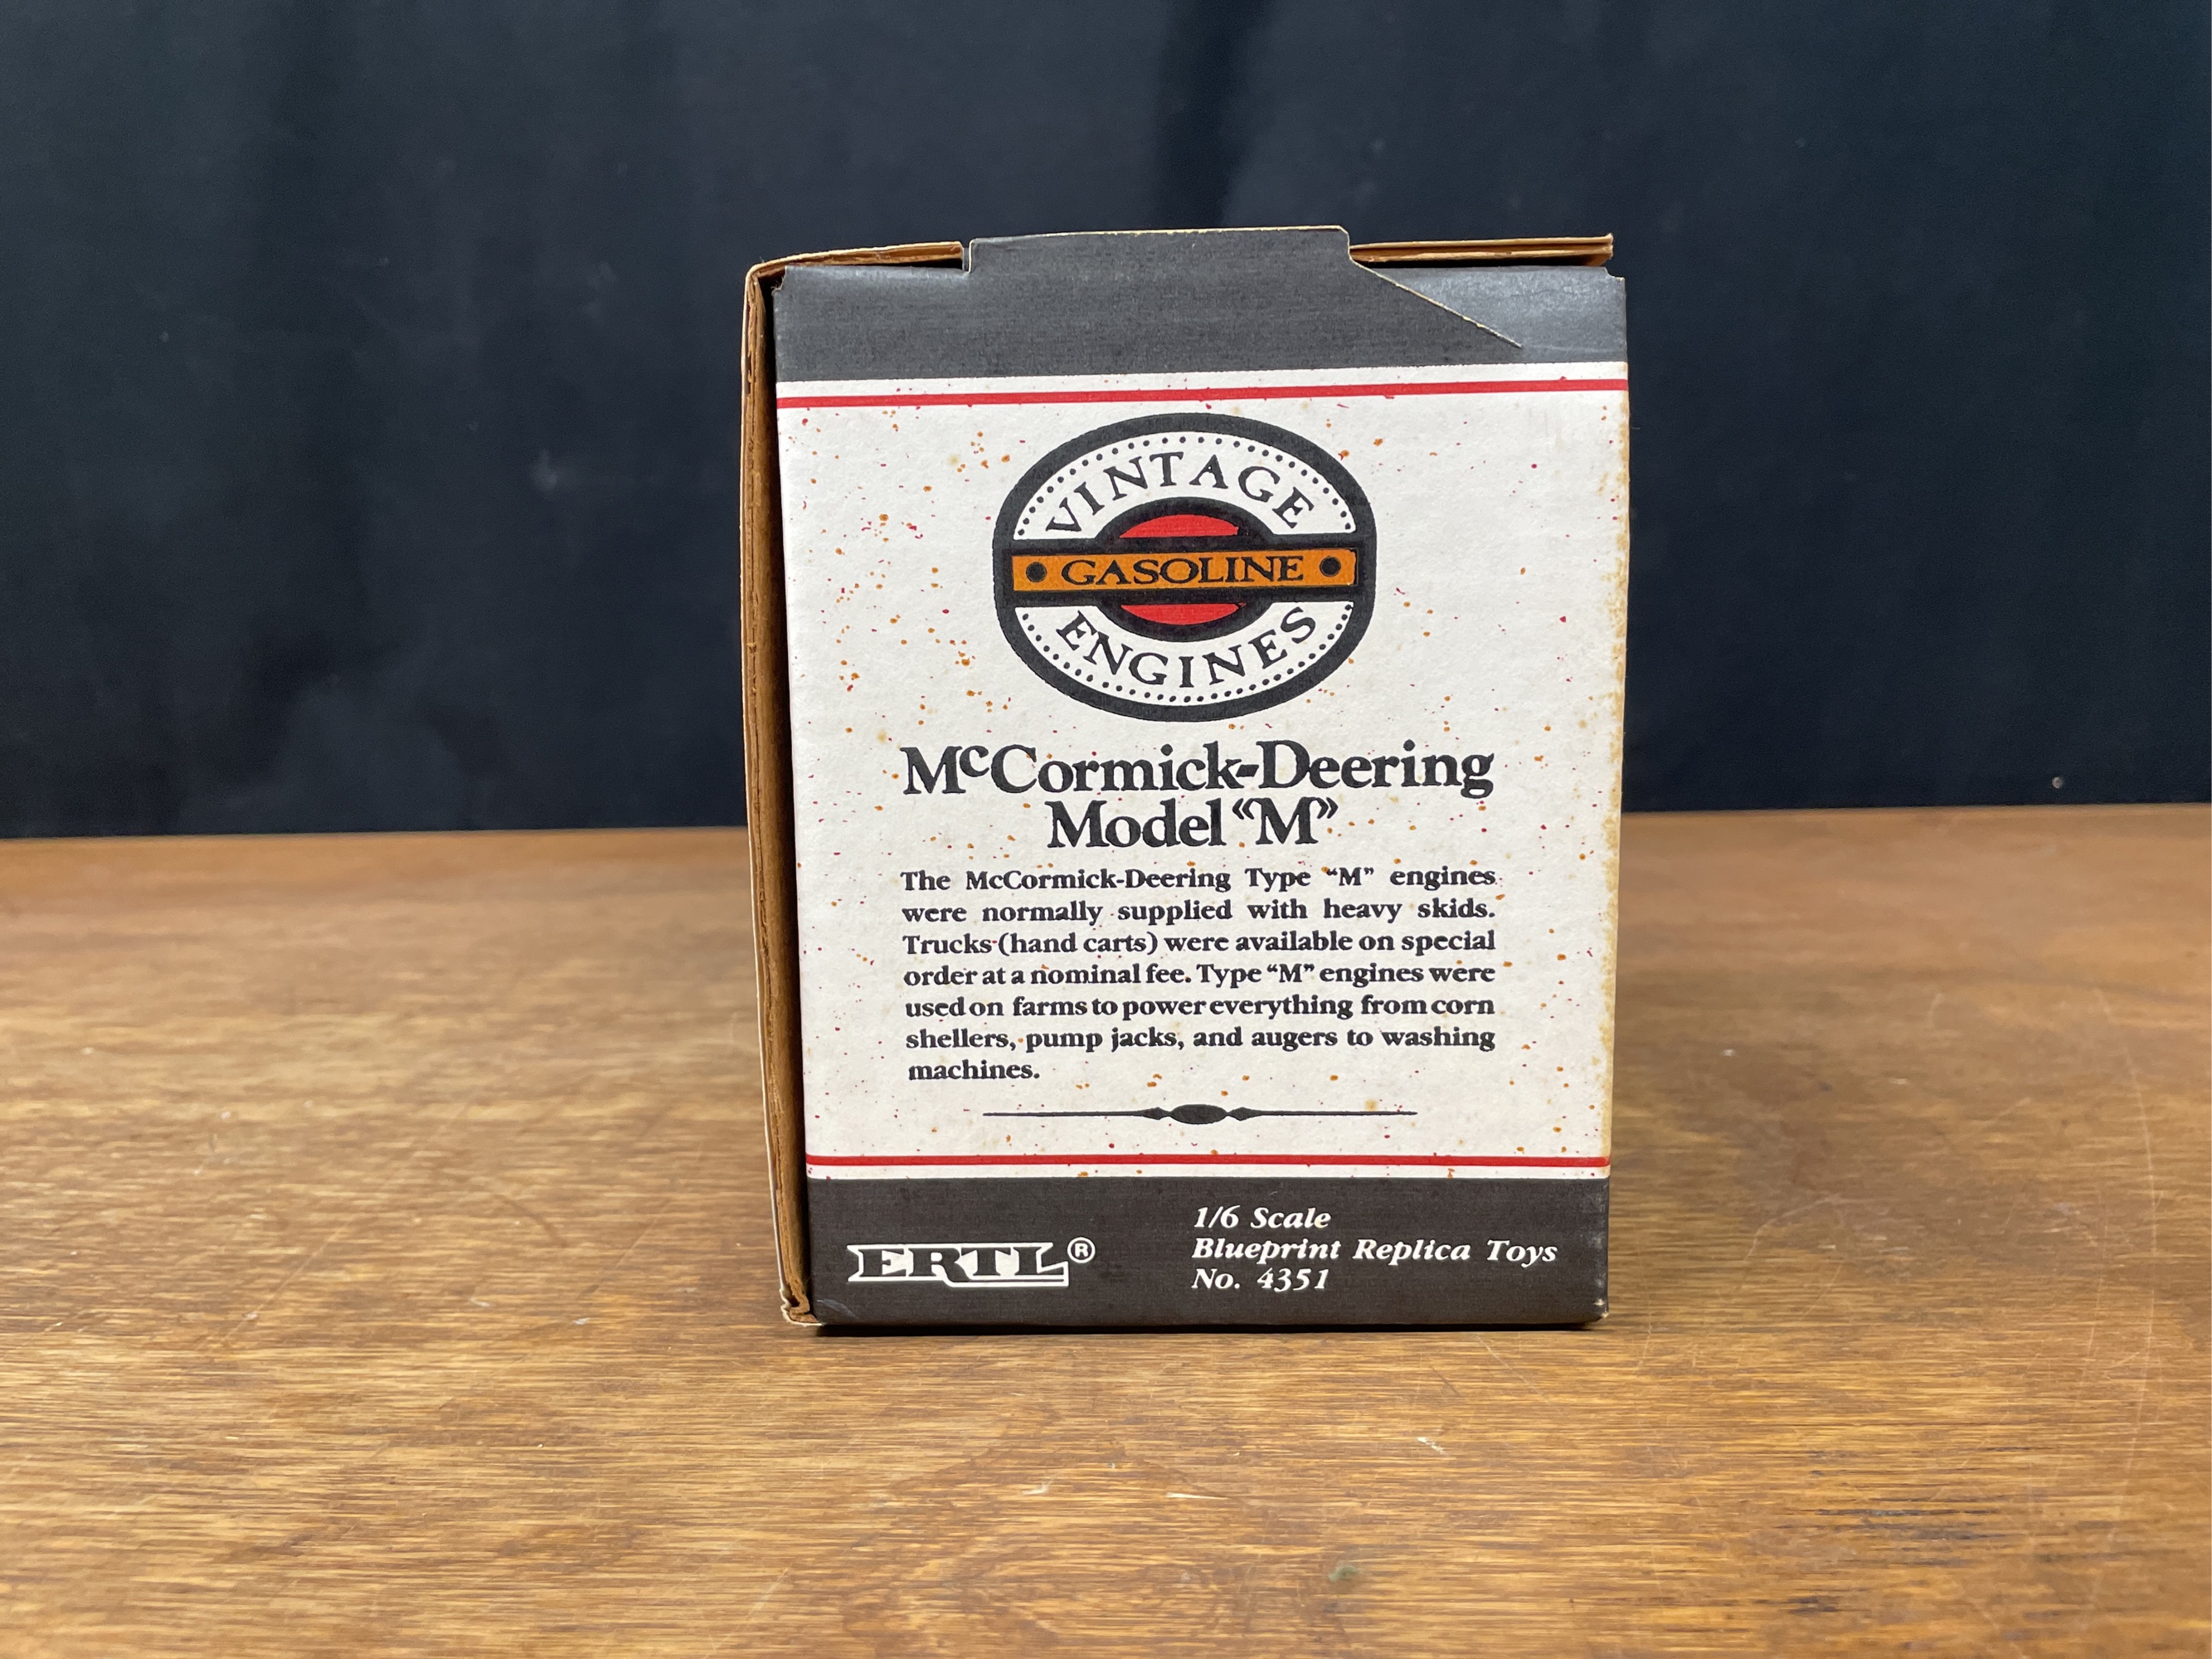 VINTAGE
GASOLINE
ENGINES
McCormick-Deering
Model “M”
The McCormick-Deering Type “M” engines
were normally supplied with heavy skids.
Trucks (hand carts) were available on special
order at a nominal fee. Type “M” engines were
used on farms to power everything from corn
shellers, pump jacks, and augers to washing
machines.
ERTL®
1/6 Scale
Blueprint Replica Toys
No. 4351